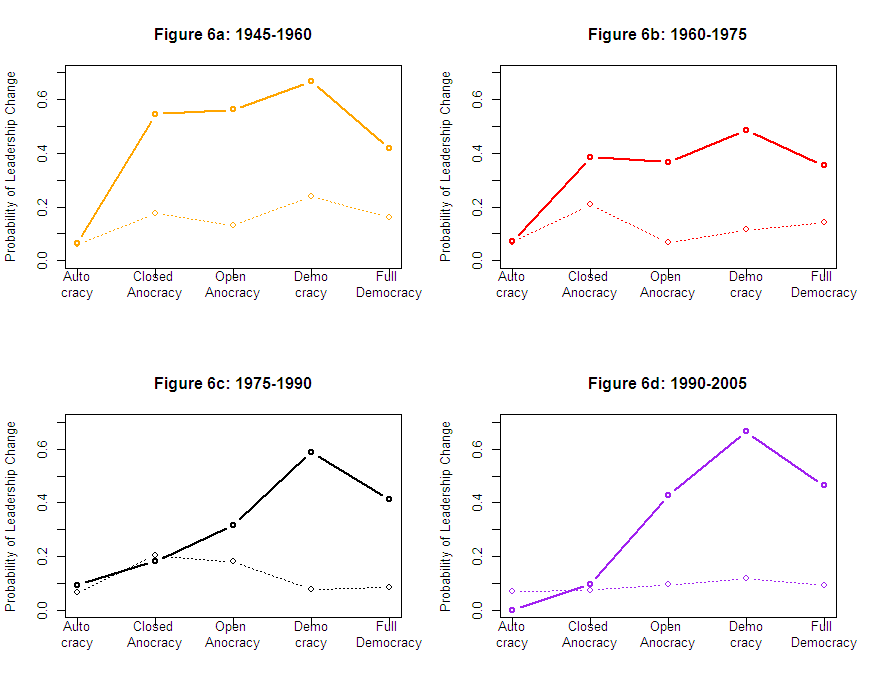 Figure 6a: 1945-1960
Probability of Leadership Change
0.6
0.4
0.2
0.0
Auto
cracy
Closed
Anocracy
Open
Anocracy
Demo
cracy
Full
Democracy
Figure 6b: 1960-1975
Probability of Leadership Change
0.6
0.4
0.2
0.0
Auto
cracy
Closed
Anocracy
Open
Anocracy
Demo
cracy
Full
Democracy
Figure 6c: 1975-1990
Probability of Leadership Change
0.6
0.4
0.2
0.0
Auto
cracy
Closed
Anocracy
Open
Anocracy
Demo
cracy
Full
Democracy
Figure 6d: 1990-2005
Probability of Leadership Change
0.6
0.4
0.2
0.0
Auto
cracy
Closed
Anocracy
Open
Anocracy
Demo
cracy
Full
Democracy